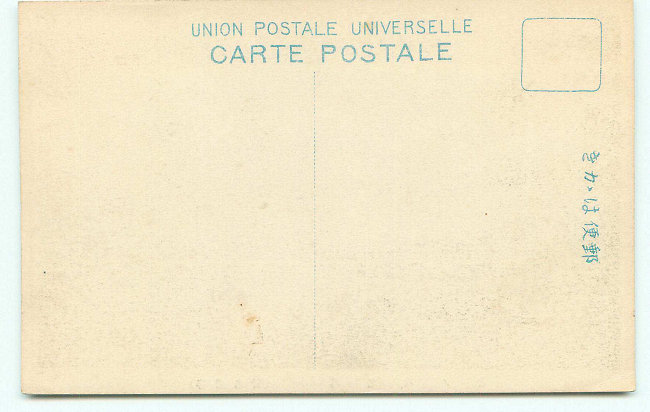 UNION POSTALE UNIVERSELLE
CARTE POSTALE
郵便はかき